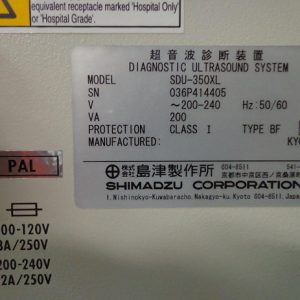 equivalent receptacle marked 'Hospital Only'
or 'Hospital Grade'.
超音波診断装置
DIAGNOSTIC ULTRASOUND SYSTEM
MODEL SDU-350XL
SN 036P414405
V ~200-240 Hz:50/60
VA 200
PROTECTION CLASS I TYPE BF
MANUFACTURED:
株式会社 島津製作所 604-8511
SHIMADZU CORPORATION
1, Nishinokyo-Kuwabaracho, Nakagyo-ku, Kyoto 604-8511, Japan
PAL
00-120V
A/250V
200-240V
2A/250V